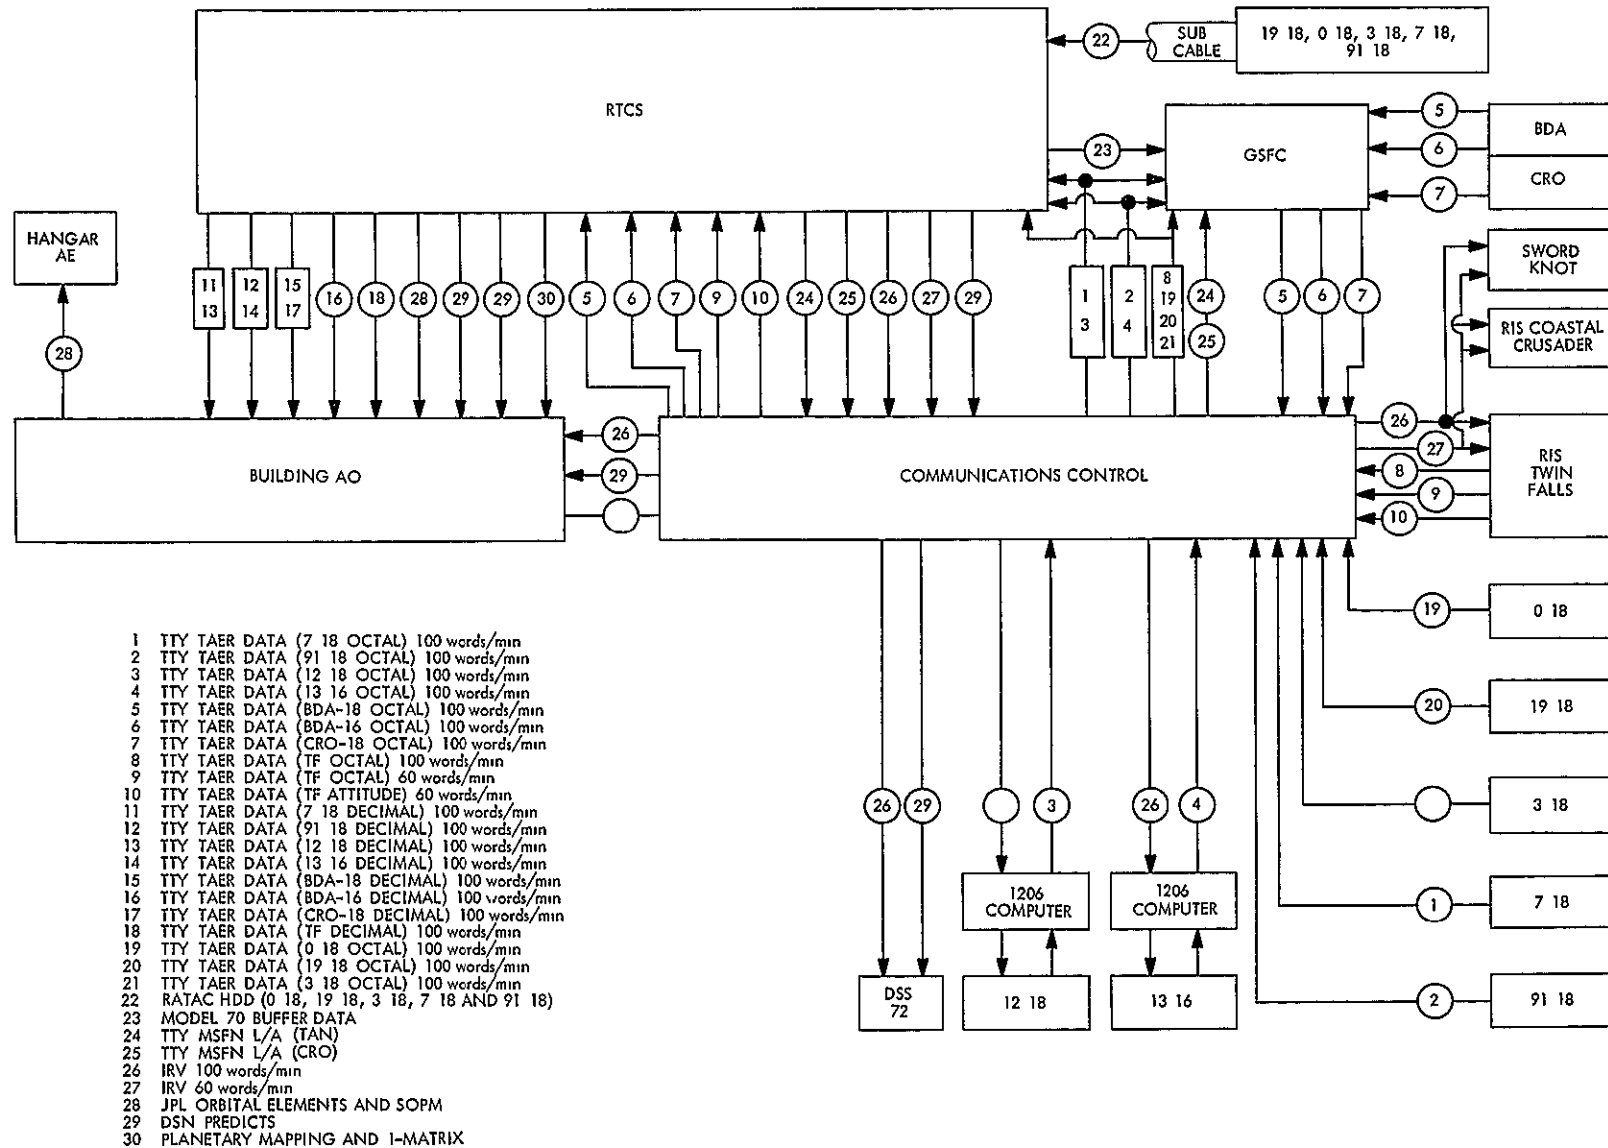 RTCS
22
SUB
CABLE
19 18, 0 18, 3 18, 7 18,
91 18
23
GSFC
5
6
7
BDA
CRO
HANGAR
AE
28
11
13
12
14
15
17
16
18
28
29
29
30
5
6
7
9
10
24
25
26
27
29
1
3
2
4
8
19
20
21
24
25
5
6
7
SWORD
KNOT
RIS COASTAL
CRUSADER
BUILDING AO
26
29
COMMUNICATIONS CONTROL
26
27
8
9
10
RIS
TWIN
FALLS
19
0 18
20
19 18
3 18
1
7 18
2
91 18
26
29
3
26
4
1206
COMPUTER
1206
COMPUTER
DSS
72
12 18
13 16
1 TTY TAER DATA (7 18 OCTAL) 100 words/min
2 TTY TAER DATA (91 18 OCTAL) 100 words/min
3 TTY TAER DATA (12 18 OCTAL) 100 words/min
4 TTY TAER DATA (13 16 OCTAL) 100 words/min
5 TTY TAER DATA (BDA-18 OCTAL) 100 words/min
6 TTY TAER DATA (BDA-16 OCTAL) 100 words/min
7 TTY TAER DATA (CRO-18 OCTAL) 100 words/min
8 TTY TAER DATA (TF OCTAL) 100 words/min
9 TTY TAER DATA (TF OCTAL) 60 words/min
10 TTY TAER DATA (TF ATTITUDE) 60 words/min
11 TTY TAER DATA (7 18 DECIMAL) 100 words/min
12 TTY TAER DATA (91 18 DECIMAL) 100 words/min
13 TTY TAER DATA (12 18 DECIMAL) 100 words/min
14 TTY TAER DATA (13 16 DECIMAL) 100 words/min
15 TTY TAER DATA (BDA-18 DECIMAL) 100 words/min
16 TTY TAER DATA (BDA-16 DECIMAL) 100 words/min
17 TTY TAER DATA (CRO-18 DECIMAL) 100 words/min
18 TTY TAER DATA (TF DECIMAL) 100 words/min
19 TTY TAER DATA (0 18 OCTAL) 100 words/min
20 TTY TAER DATA (19 18 OCTAL) 100 words/min
21 TTY TAER DATA (3 18 OCTAL) 100 words/min
22 RATAC HDD (0 18, 19 18, 3 18, 7 18 AND 91 18)
23 MODEL 70 BUFFER DATA
24 TTY MSFN L/A (TAN)
25 TTY MSFN L/A (CRO)
26 IRV 100 words/min
27 IRV 60 words/min
28 JPL ORBITAL ELEMENTS AND SOPM
29 DSN PREDICTS
30 PLANETARY MAPPING AND I-MATRIX